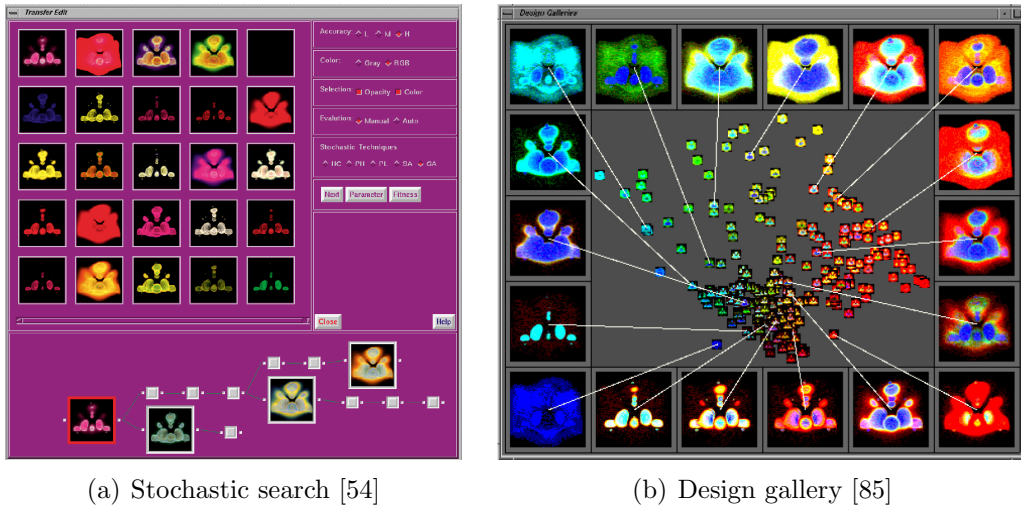 Transfer Edit
Accuracy: L M H
Color: Gray RGB
Selection: Opacity Color
Evalution: Manual Auto
Stochastic Techniques
HC PH PL SA GA
Next Parameter Fitness
Close Help
Design Galleries
(a) Stochastic search [54]
(b) Design gallery [85]